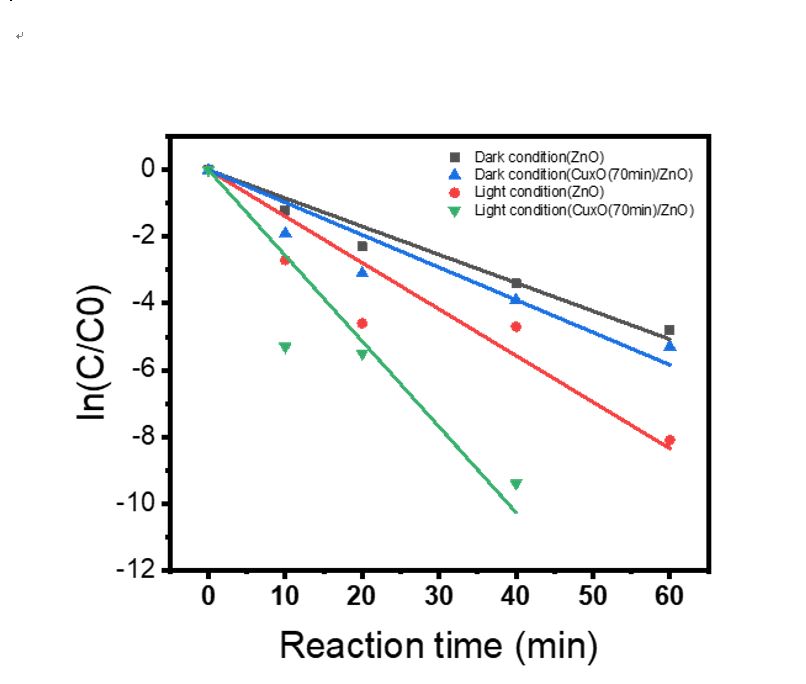 ↵
Dark condition(ZnO)
Dark condition(CuxO(70min)/ZnO)
Light condition(ZnO)
Light condition(CuxO(70min)/ZnO)
ln(C/C0)
0
-2
-4
-6
-8
-10
-12
0 10 20 30 40 50 60
Reaction time (min)